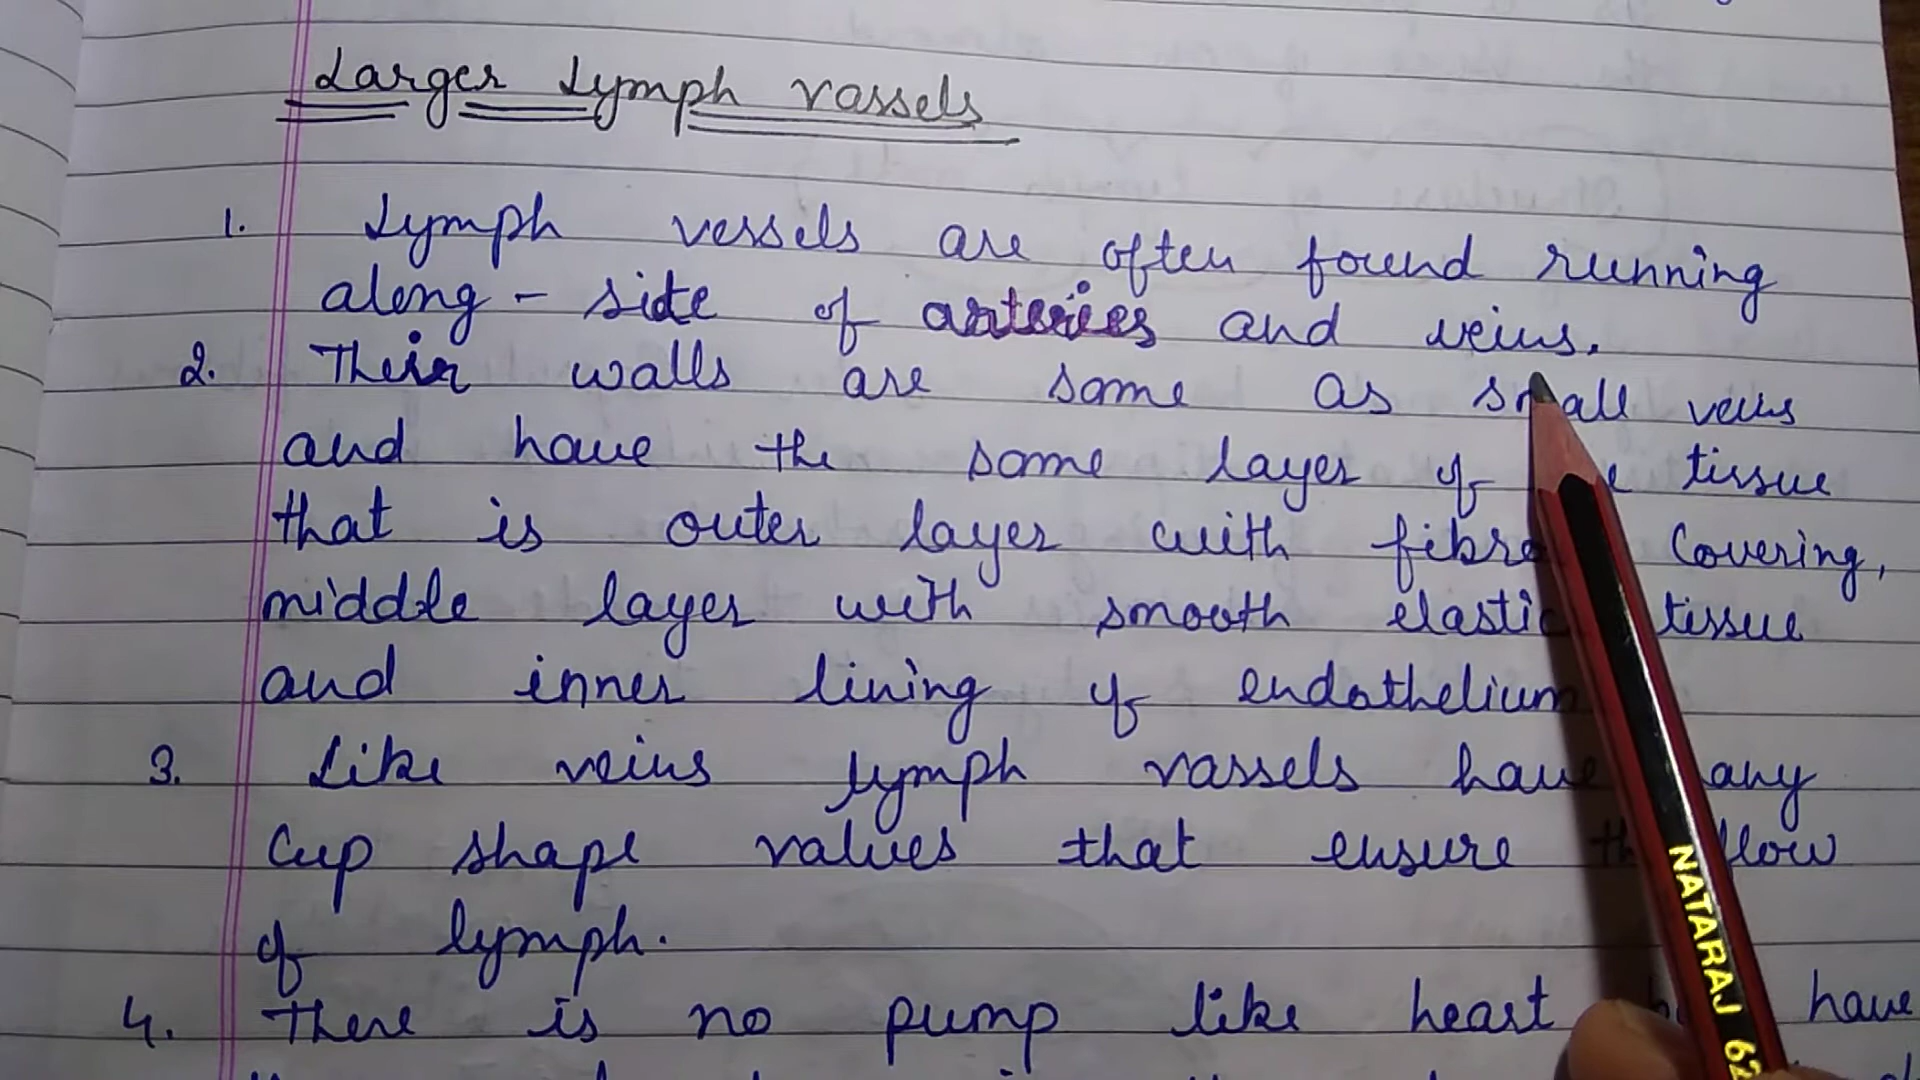 Larger Lymph vassels
1. Lymph vessels are often found running
along - side of arteries and veins.
2. Their walls are same as small veins
and have the same layer of tissue
that is outer layer with Covering,
middle layer with smooth elastic tissue
and inner lining of endothelium
3. Like veins lymph vassels have
Cup shape valves that ensure flow
of lymph.
4. There is no pump like heart have
NATARAJ 62